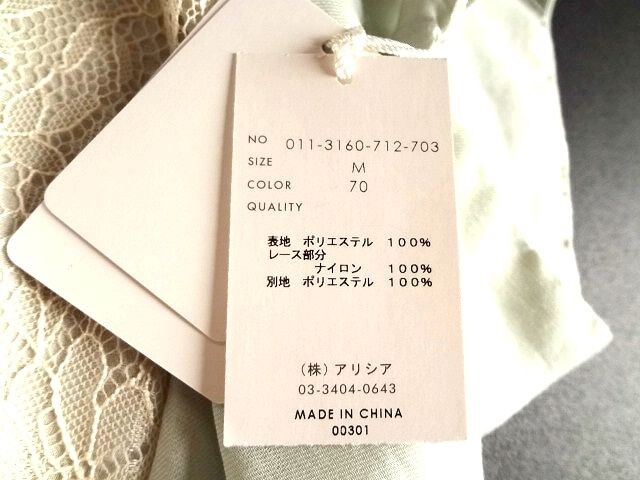 NO 011-3160-712-703
SIZE M
COLOR 70
QUALITY
表地 ポリエステル 100%
レース部分
ナイロン 100%
別地 ポリエステル 100%
(株)アリシア
03-3404-0643
MADE IN CHINA
00301